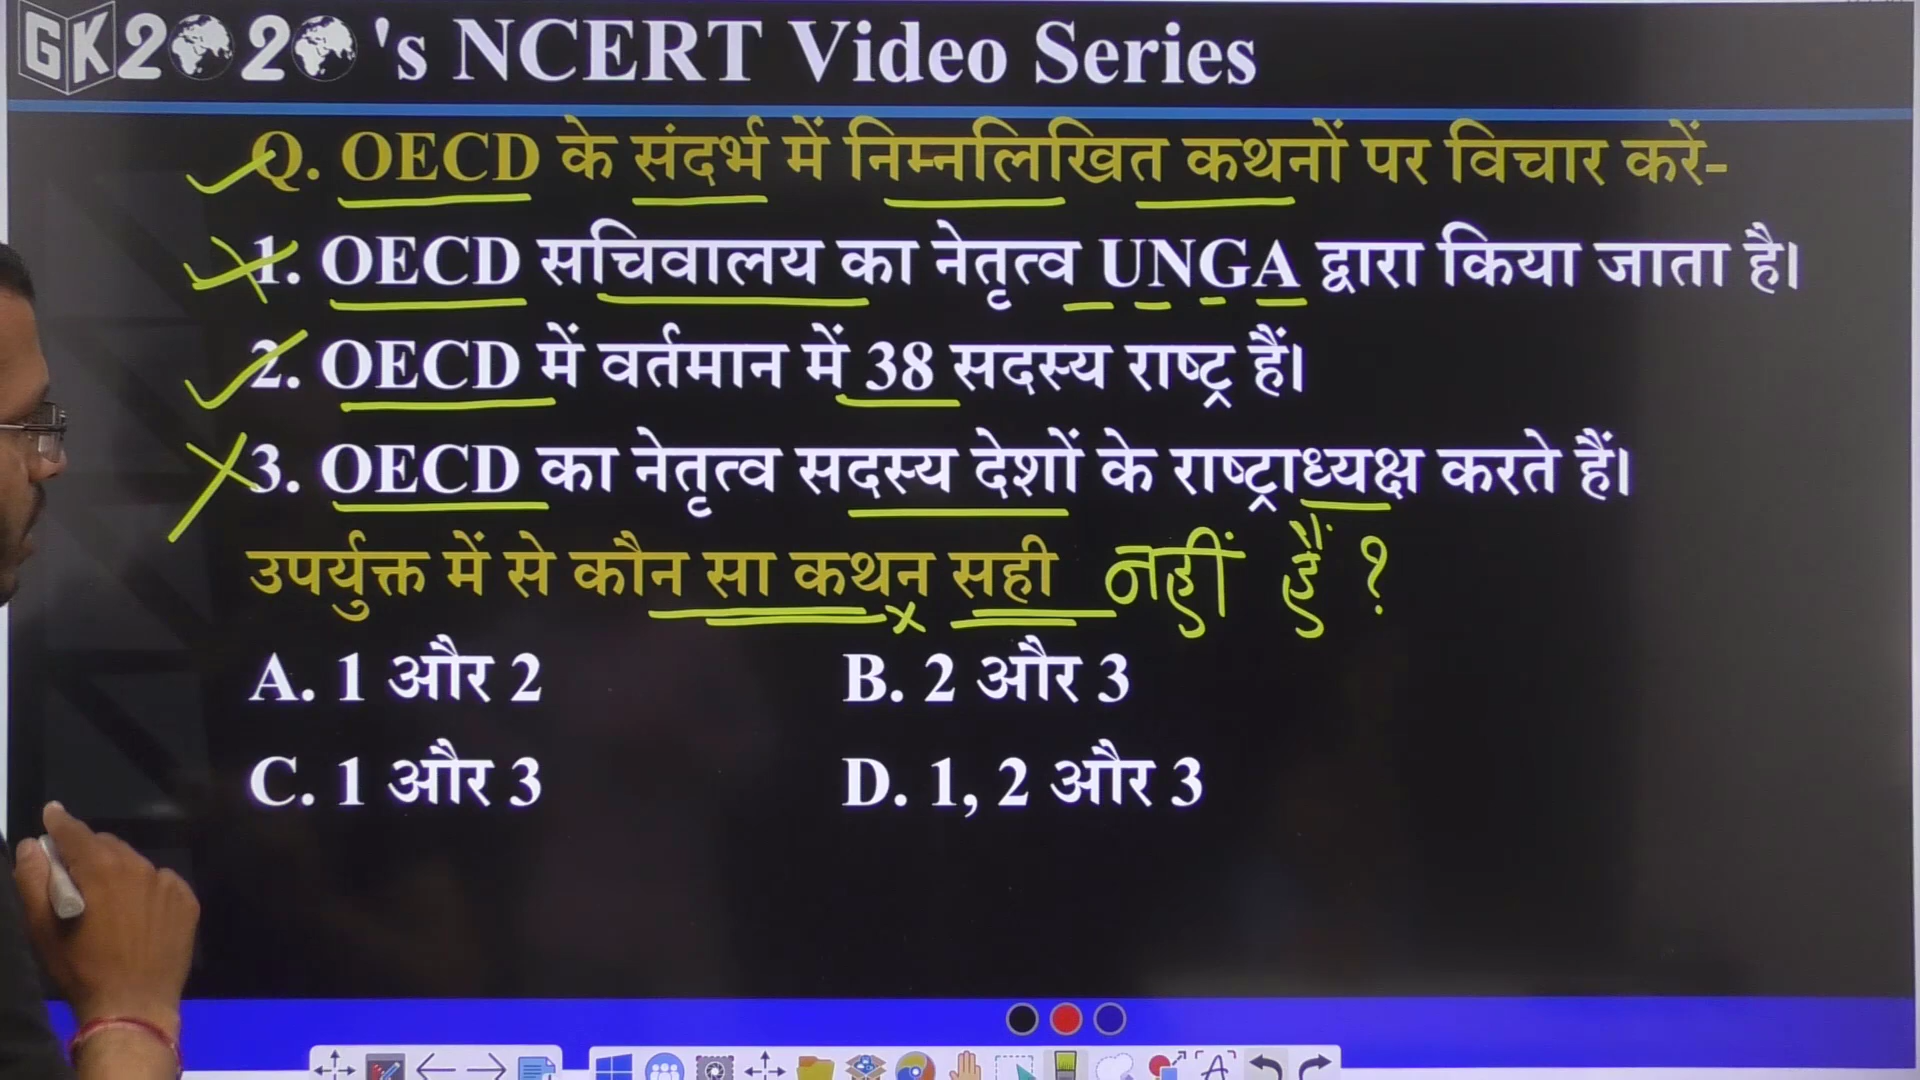 GK2020's NCERT Video Series
Q. OECD के संदर्भ में निम्नलिखित कथनों पर विचार करें-
1. OECD सचिवालय का नेतृत्व UNGA द्वारा किया जाता है।
2. OECD में वर्तमान में 38 सदस्य राष्ट्र हैं।
3. OECD का नेतृत्व सदस्य देशों के राष्ट्राध्यक्ष करते हैं।
उपर्युक्त में से कौन सा कथन सही नहीं हैं ?
A. 1 और 2 B. 2 और 3
C. 1 और 3 D. 1, 2 और 3